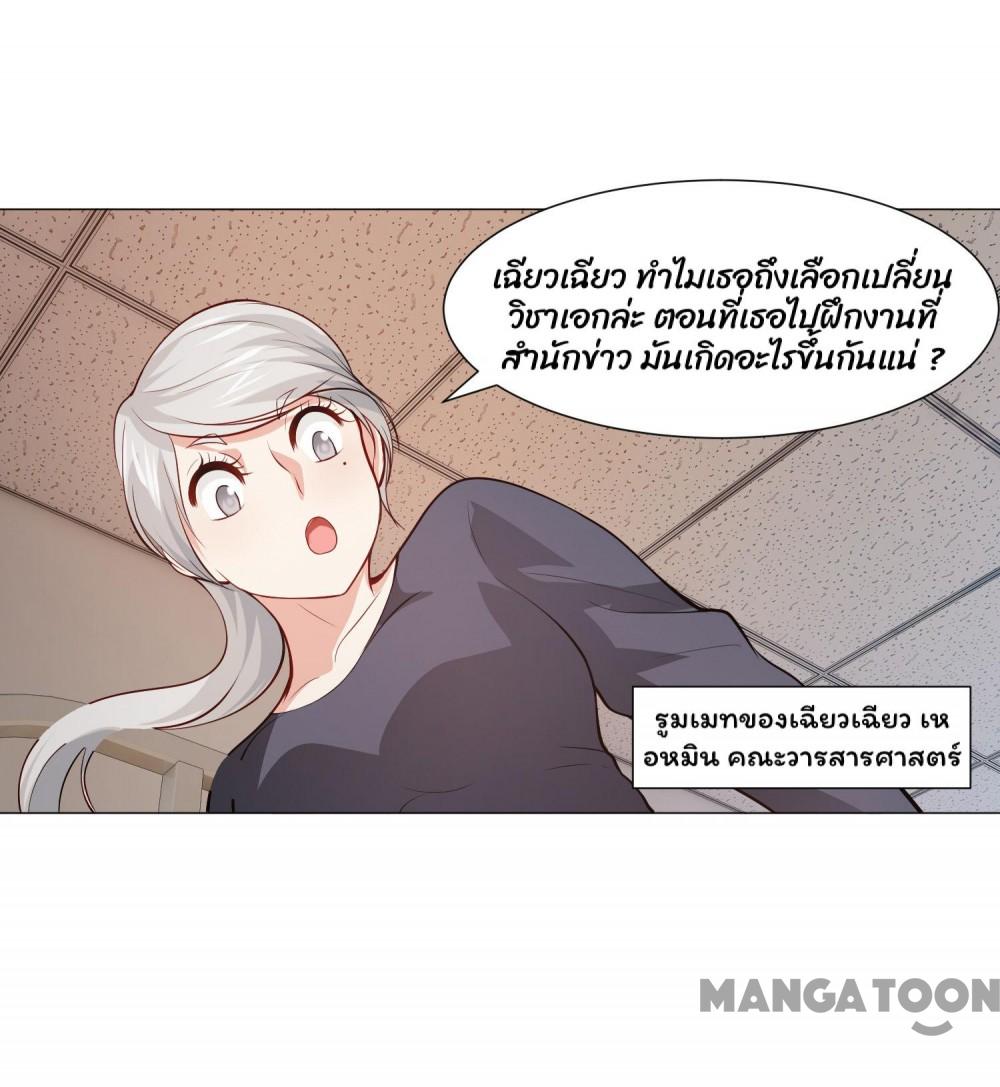 เฉียวเฉียว ทำไมเธอถึงเลือกเปลี่ยน
วิชาเอกล่ะ ตอนที่เธอไปฝึกงานที่
สำนักข่าว มันเกิดอะไรขึ้นกันแน่ ?
รูมเมทของเฉียวเฉียว เห
อหมิน คณะวารสารศาสตร์
MANGATOON